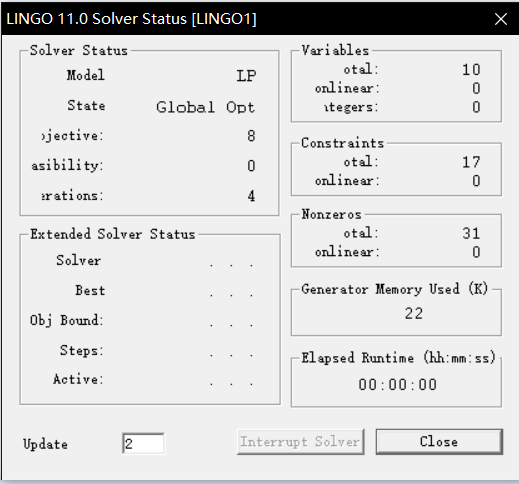 LINGO 11.0 Solver Status [LINGO1]
Solver Status
Model LP
State Global Opt
ojective: 8
asibility: 0
erations: 4
Extended Solver Status
Solver . . .
Best . . .
Obj Bound: . . .
Steps: . . .
Active: . . .
Variables
otal: 10
onlinear: 0
ntegers: 0
Constraints
otal: 17
onlinear: 0
Nonzeros
otal: 31
onlinear: 0
Generator Memory Used (K)
22
Elapsed Runtime (hh:mm:ss)
00:00:00
Update 2
Interrupt Solver
Close